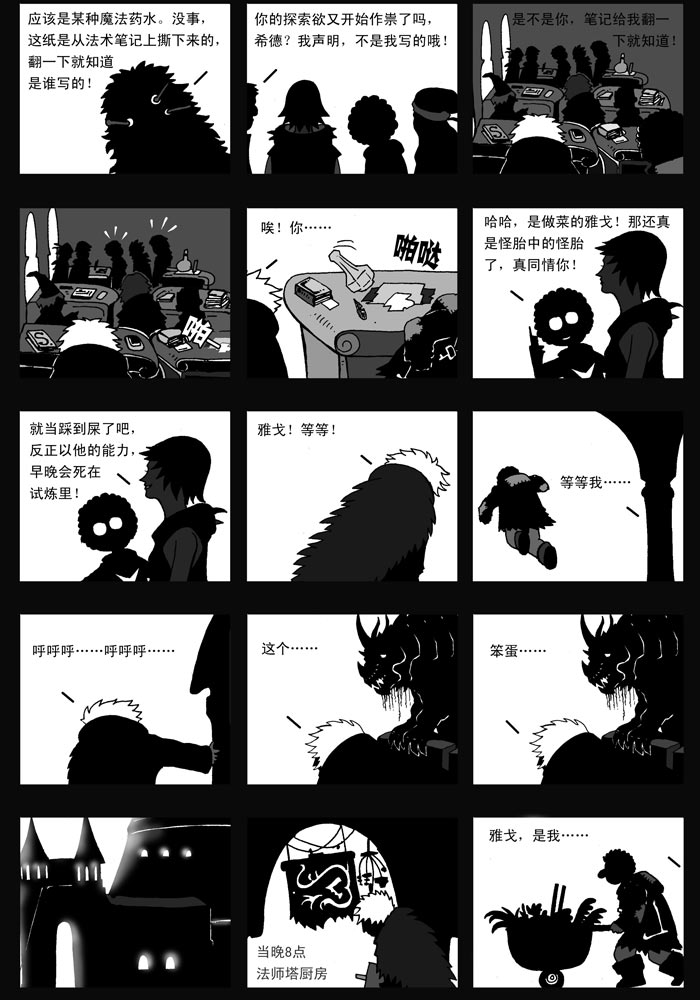 应该是某种魔法药水。没事，
这纸是从法术笔记上撕下来的，
翻一下就知道
是谁写的！
你的探索欲又开始作祟了吗，
希德？我声明，不是我写的哦！
是不是你，笔记给我翻一
下就知道！
啪
唉！你……
啪哒
哈哈，是做菜的雅戈！那还真
是怪胎中的怪胎
了，真同情你！
就当踩到屎了吧，
反正以他的能力，
早晚会死在
试炼里！
雅戈！等等！
等等我……
呼呼呼……呼呼呼……
这个……
笨蛋……
当晚8点
法师塔厨房
雅戈，是我……